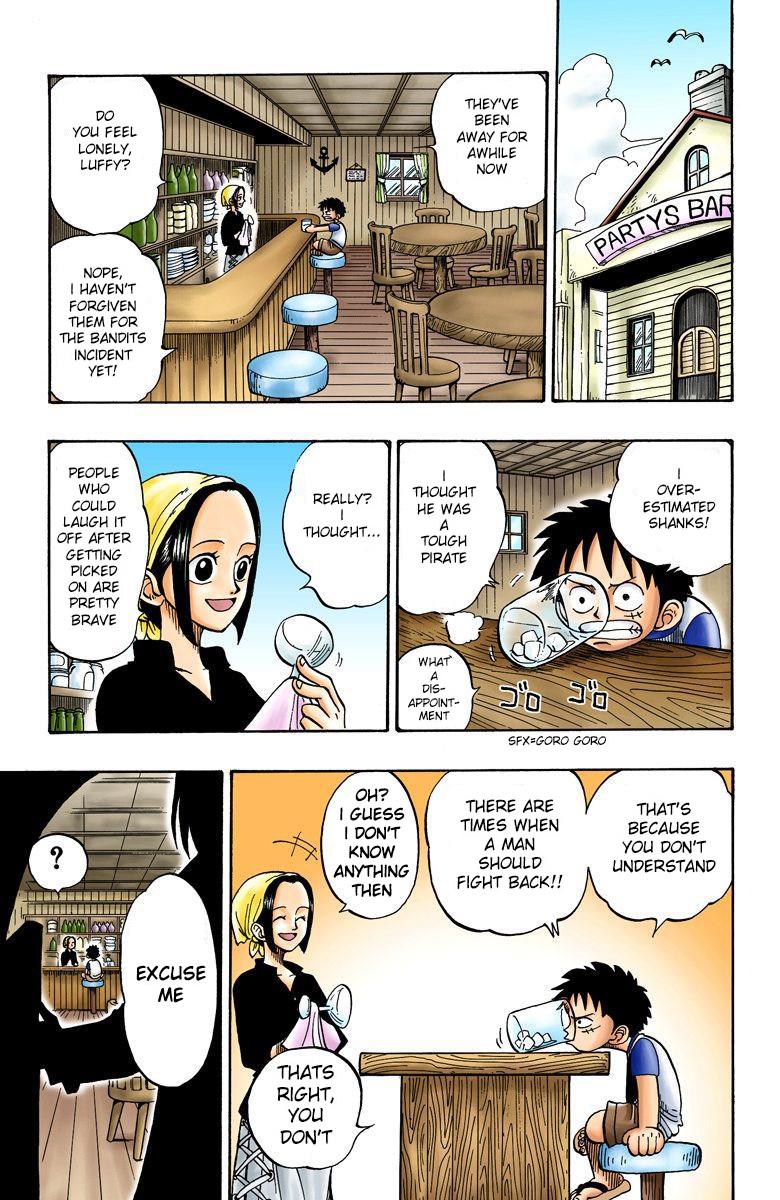 PARTYS BAR
THEY'VE
BEEN
AWAY FOR
AWHILE
NOW
DO
YOU FEEL
LONELY,
LUFFY?
NOPE,
I HAVEN'T
FORGIVEN
THEM FOR
THE BANDITS
INCIDENT
YET!
I
OVER-
ESTIMATED
SHANKS!
I
THOUGHT
HE WAS
A
TOUGH
PIRATE
WHAT
A
DIS-
APPOINT-
MENT
ゴロ ゴロ
SFX=GORO GORO
REALLY?
I
THOUGHT...
PEOPLE
WHO
COULD
LAUGH IT
OFF AFTER
GETTING
PICKED
ON ARE
PRETTY
BRAVE
THAT'S
BECAUSE
YOU DON'T
UNDERSTAND
THERE ARE
TIMES WHEN
A MAN
SHOULD
FIGHT BACK!!
OH?
I GUESS
I DON'T
KNOW
ANYTHING
THEN
THATS
RIGHT,
YOU
DON'T
EXCUSE
ME
?